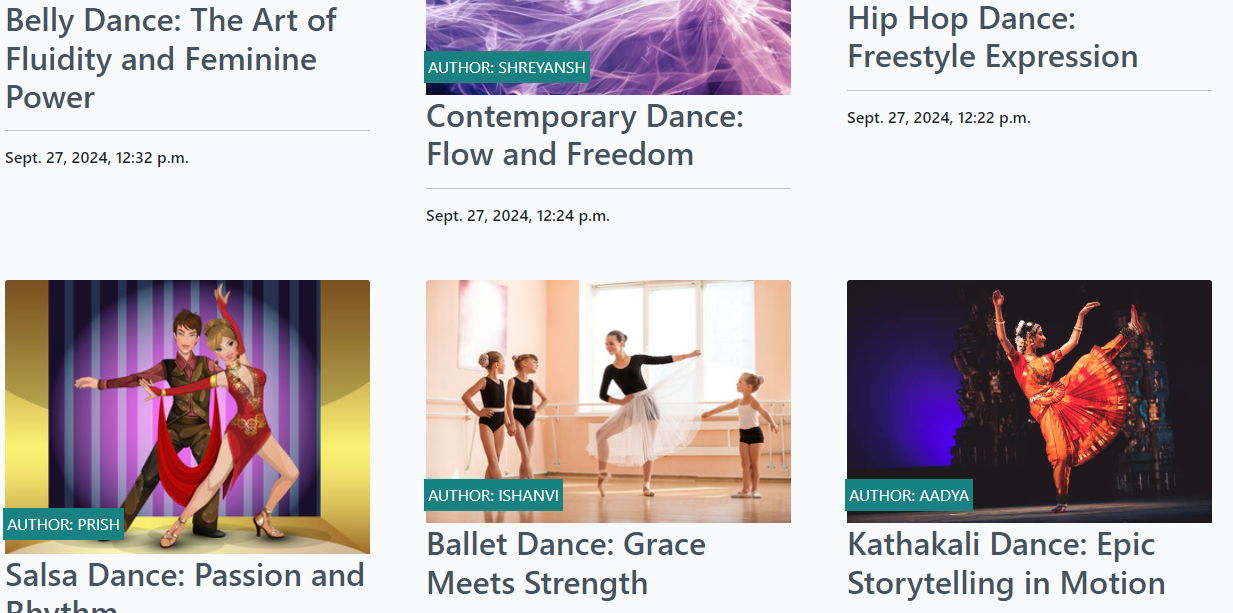 Belly Dance: The Art of
Fluidity and Feminine
Power
Sept. 27, 2024, 12:32 p.m.
AUTHOR: SHREYANSH
Contemporary Dance:
Flow and Freedom
Sept. 27, 2024, 12:24 p.m.
Hip Hop Dance:
Freestyle Expression
Sept. 27, 2024, 12:22 p.m.
AUTHOR: PRISH
Salsa Dance: Passion and
Rhythm
AUTHOR: ISHANVI
Ballet Dance: Grace
Meets Strength
AUTHOR: AADYA
Kathakali Dance: Epic
Storytelling in Motion